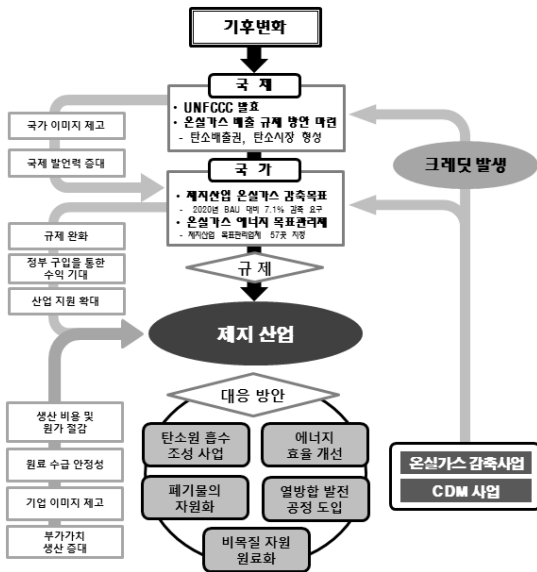 기후변화
국 제
• UNFCCC 발효
• 온실가스 배출 규제 방안 마련
- 탄소배출권, 탄소시장 형성
국가 이미지 제고
국제 발언력 증대
크레딧 발생
국 가
• 제지산업 온실가스 감축목표
- 2020년 BAU 대비 7.1% 감축 요구
• 온실가스 에너지 목표관리제
- 제지산업 목표관리업체 57곳 지정
규제 완화
정부 구입을 통한
수익 기대
산업 지원 확대
규 제
제지 산업
대응 방안
생산 비용 및
원가 절감
원료 수급 안정성
기업 이미지 제고
부가가치
생산 증대
탄소원 흡수
조성 사업
에너지
효율 개선
폐기물의
자원화
열방합 발전
공정 도입
비목질 자원
원료화
온실가스 감축사업
CDM 사업